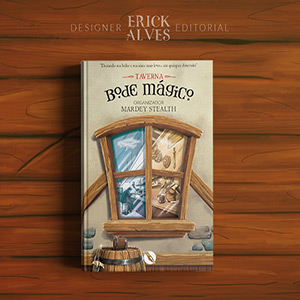 DESIGNER ERICK ALVES EDITORIAL
TAVERNA
BODE MÁGICO
ORGANIZADOR
MARDEY STEALTH